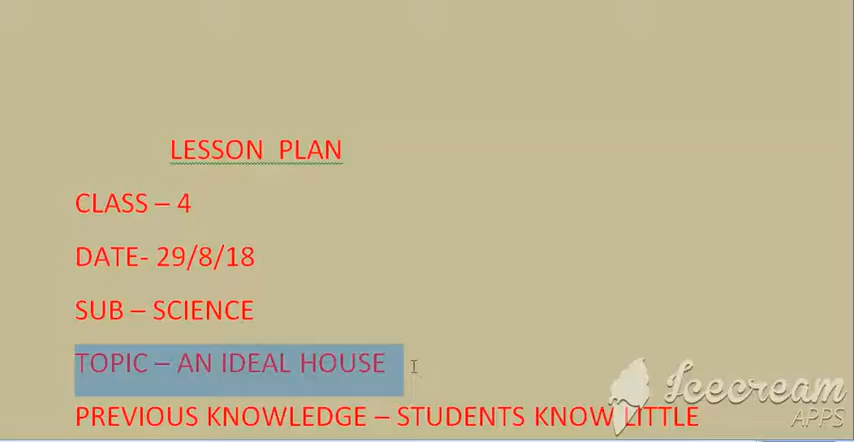 LESSON PLAN
CLASS – 4
DATE- 29/8/18
SUB – SCIENCE
TOPIC – AN IDEAL HOUSE
PREVIOUS KNOWLEDGE – STUDENTS KNOW LITTLE
Icecream
APPS